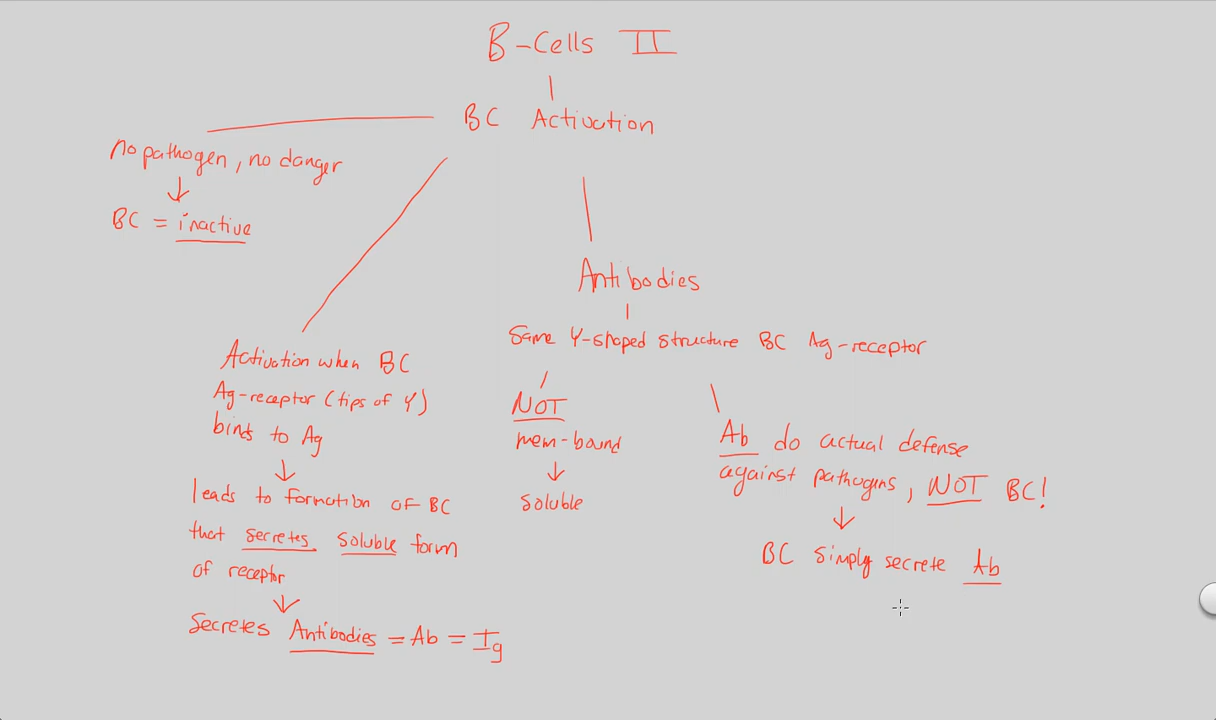 B-Cells II
BC Activation
no pathogen, no danger
↓
BC = inactive
Activation when BC
Ag-receptor (tips of Y)
binds to Ag
↓
leads to formation of BC
that secretes soluble form
of receptor
↓
Secretes Antibodies = Ab = Ig
Antibodies
Same Y-shaped structure BC Ag-receptor
NOT
mem-bound
↓
soluble
Ab do actual defense
against pathogens, NOT BC!
↓
BC simply secrete Ab